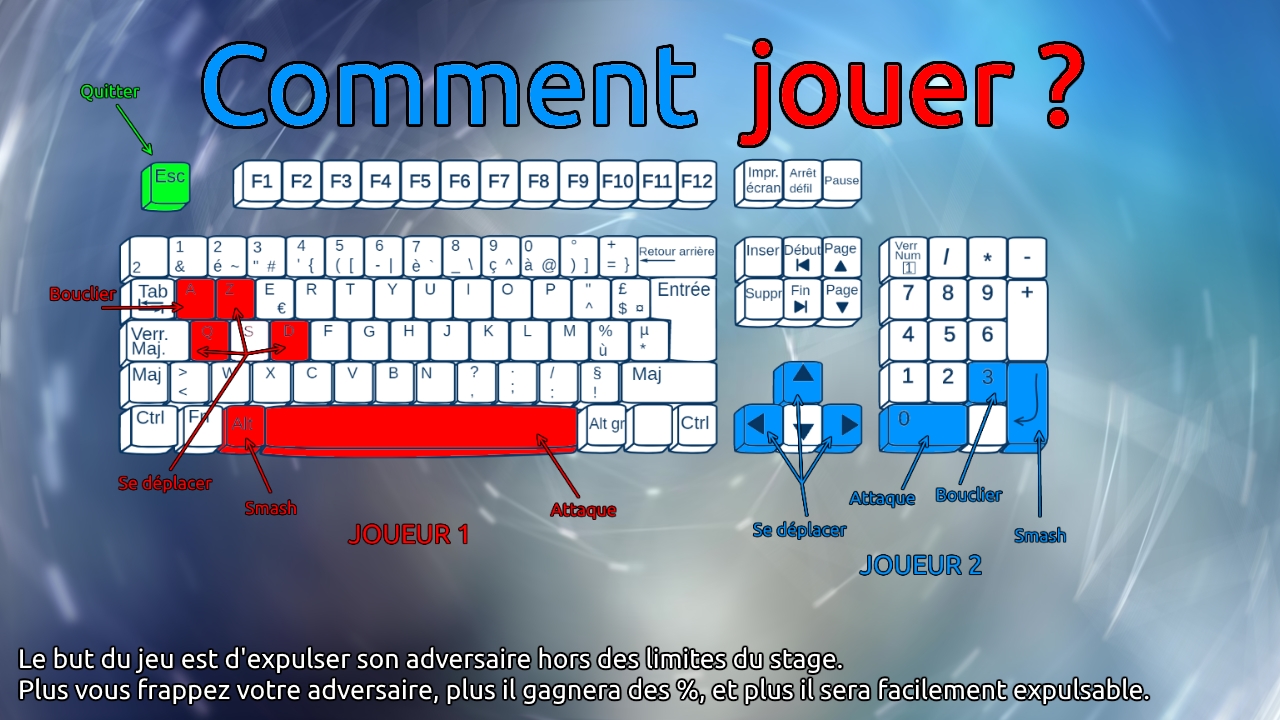 Comment jouer ?
Quitter
Esc
F1 F2 F3 F4 F5 F6 F7 F8 F9 F10 F11 F12
Impr. écran
Arrêt défil
Pause
2
1 &
2 é ~
3 " #
4 ' {
5 ( [
6 - |
7 è `
8 _ \
9 ç ^
0 à @
° ) ]
+ = }
Retour arrière
Inser
Début
Page
Verr Num 1
/ * -
Bouclier
Tab
A Z E € R T Y U I O P
" ^
£ $ ¤
Entrée
Suppr
Fin
Page
7 8 9 +
Verr. Maj.
Q S D F G H J K L M
% ù
µ *
4 5 6
Maj
> <
W X C V B N
? ,
. ;
/ :
§ !
Maj
1 2 3
Ctrl
Fn
Alt
Alt gr
Ctrl
0
Se déplacer
Smash
Attaque
JOUEUR 1
Se déplacer
Attaque
Bouclier
Smash
JOUEUR 2
Le but du jeu est d'expulser son adversaire hors des limites du stage.
Plus vous frappez votre adversaire, plus il gagnera des %, et plus il sera facilement expulsable.